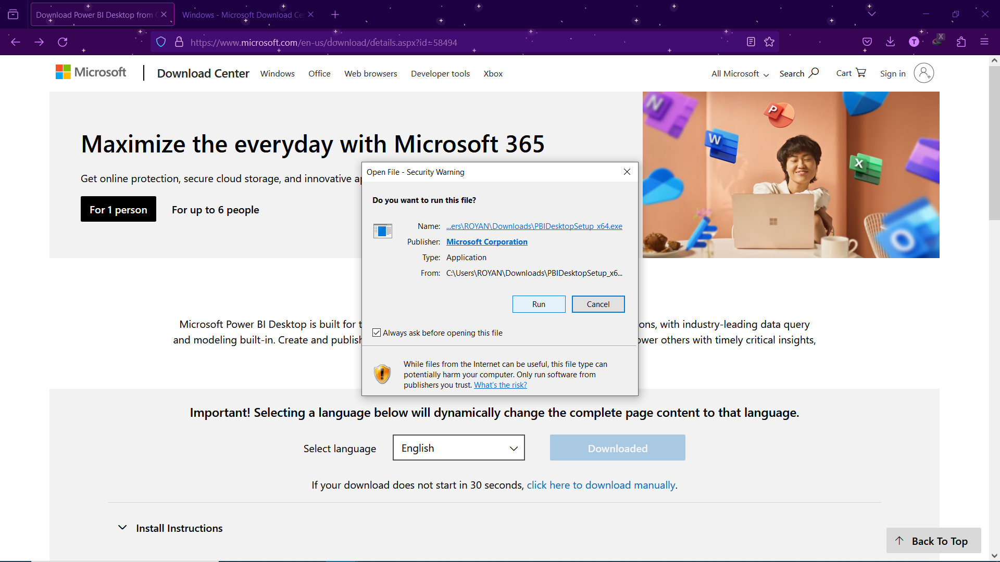 Download Power BI Desktop from
Windows - Microsoft Download Cen
https://www.microsoft.com/en-us/download/details.aspx?id=58494
T
X
Microsoft
Download Center
Windows
Office
Web browsers
Developer tools
Xbox
All Microsoft
Search
Cart
Sign in
Maximize the everyday with Microsoft 365
Get online protection, secure cloud storage, and innovative
For 1 person
For up to 6 people
N
P
W
X
O
Open File - Security Warning
Do you want to run this file?
Name: ...ers\ROYAN\Downloads\PBIDesktopSetup_x64.exe
Publisher: Microsoft Corporation
Type: Application
From: C:\Users\ROYAN\Downloads\PBIDesktopSetup_x6...
Run
Cancel
Always ask before opening this file
While files from the Internet can be useful, this file type can
potentially harm your computer. Only run software from
publishers you trust. What's the risk?
Microsoft Power BI Desktop is built for
ons, with industry-leading data query
and modeling built-in. Create and publish
ower others with timely critical insights,
Important! Selecting a language below will dynamically change the complete page content to that language.
Select language
English
Downloaded
If your download does not start in 30 seconds, click here to download manually.
Install Instructions
Back To Top